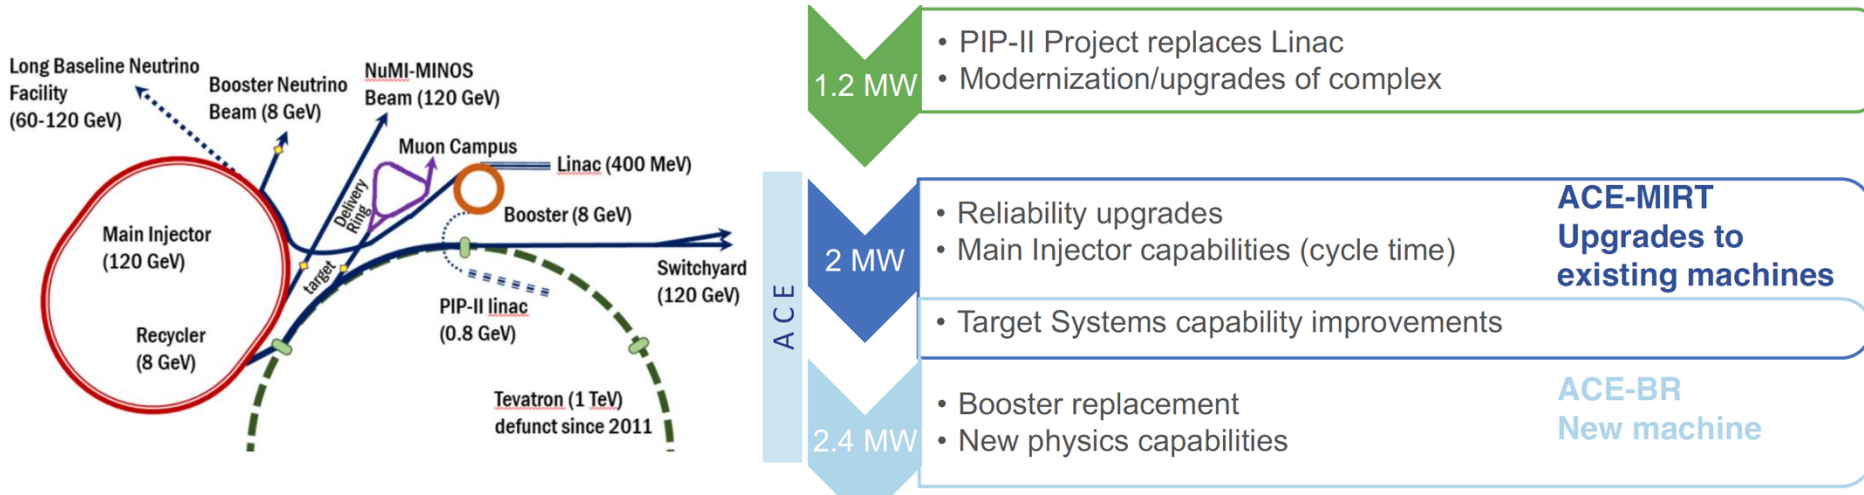 Long Baseline Neutrino
Facility
(60-120 GeV)
Booster Neutrino
Beam (8 GeV)
NuMI-MINOS
Beam (120 GeV)
Muon Campus
Linac (400 MeV)
Delivery
Ring
Booster (8 GeV)
Main Injector
(120 GeV)
target
Switchyard
(120 GeV)
PIP-II linac
(0.8 GeV)
Recycler
(8 GeV)
Tevatron (1 TeV)
defunct since 2011
1.2 MW
• PIP-II Project replaces Linac
• Modernization/upgrades of complex
ACE
2 MW
• Reliability upgrades
• Main Injector capabilities (cycle time)
ACE-MIRT
Upgrades to
existing machines
• Target Systems capability improvements
2.4 MW
• Booster replacement
• New physics capabilities
ACE-BR
New machine